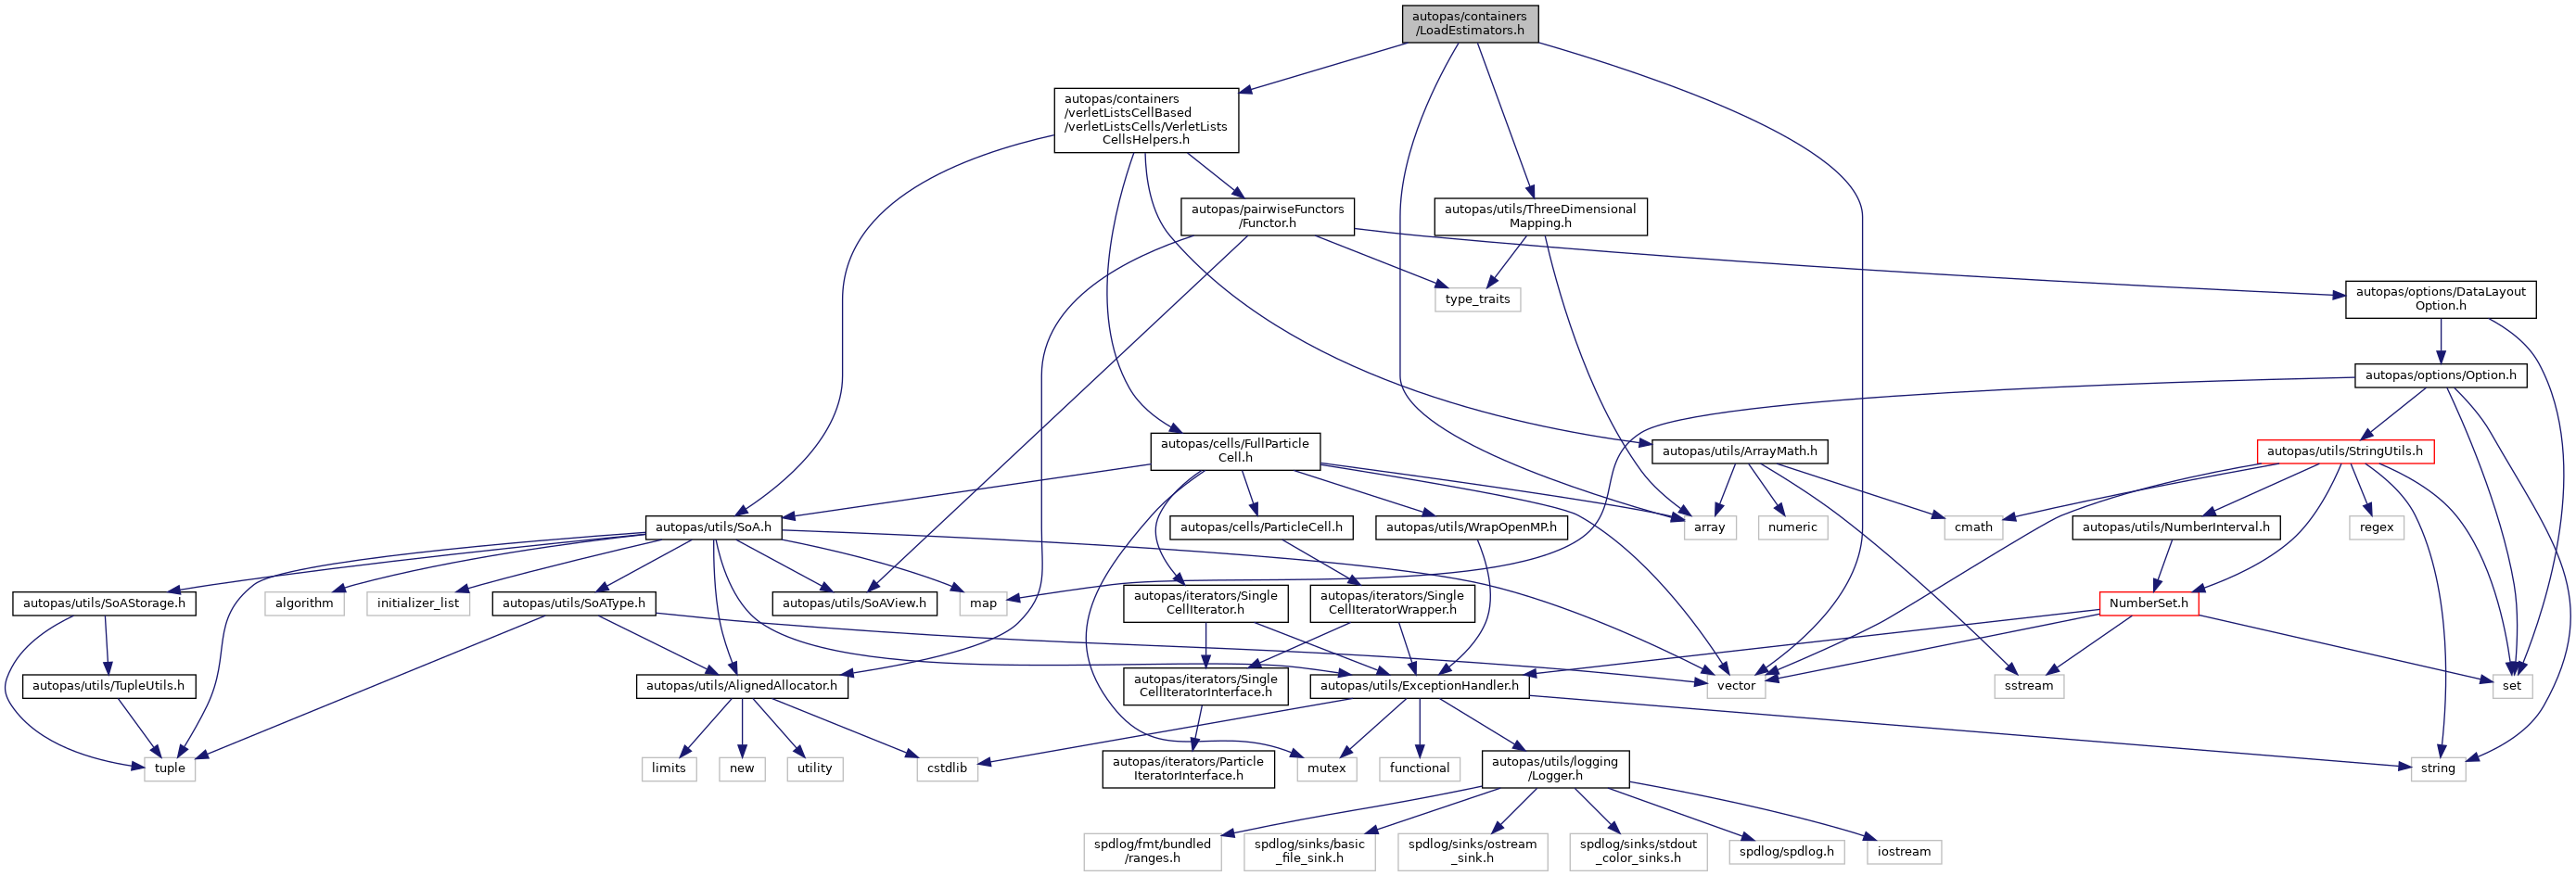 autopas/containers
/LoadEstimators.h
autopas/containers
/verletListsCellBased
/verletListsCells/VerletLists
CellsHelpers.h
autopas/pairwiseFunctors
/Functor.h
autopas/utils/ThreeDimensional
Mapping.h
type_traits
autopas/options/DataLayout
Option.h
autopas/options/Option.h
autopas/cells/FullParticle
Cell.h
autopas/utils/ArrayMath.h
autopas/utils/StringUtils.h
autopas/utils/SoA.h
autopas/cells/ParticleCell.h
autopas/utils/WrapOpenMP.h
array
numeric
cmath
autopas/utils/NumberInterval.h
regex
autopas/utils/SoAStorage.h
algorithm
initializer_list
autopas/utils/SoAType.h
autopas/utils/SoAView.h
map
autopas/iterators/Single
CellIterator.h
autopas/iterators/Single
CellIteratorWrapper.h
NumberSet.h
autopas/utils/TupleUtils.h
autopas/utils/AlignedAllocator.h
autopas/iterators/Single
CellIteratorInterface.h
autopas/utils/ExceptionHandler.h
vector
sstream
set
tuple
limits
new
utility
cstdlib
autopas/iterators/Particle
IteratorInterface.h
mutex
functional
autopas/utils/logging
/Logger.h
string
spdlog/fmt/bundled
/ranges.h
spdlog/sinks/basic
_file_sink.h
spdlog/sinks/ostream
_sink.h
spdlog/sinks/stdout
_color_sinks.h
spdlog/spdlog.h
iostream